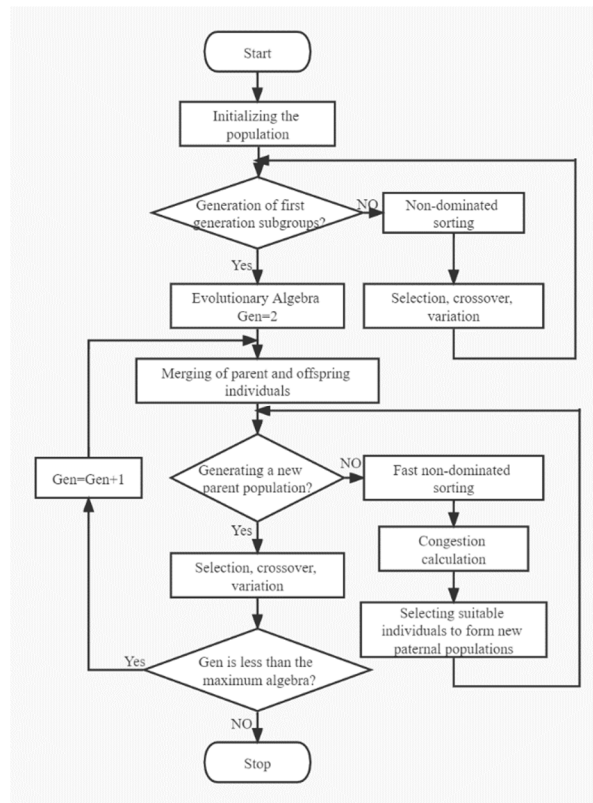 Start
Initializing the
population
Generation of first
generation subgroups?
NO
Non-dominated
sorting
Yes
Evolutionary Algebra
Gen=2
Selection, crossover,
variation
Merging of parent and offspring
individuals
Gen=Gen+1
Generating a new
parent population?
NO
Fast non-dominated
sorting
Yes
Congestion
calculation
Selection, crossover,
variation
Selecting suitable
individuals to form new
paternal populations
Yes
Gen is less than the
maximum algebra?
NO
Stop